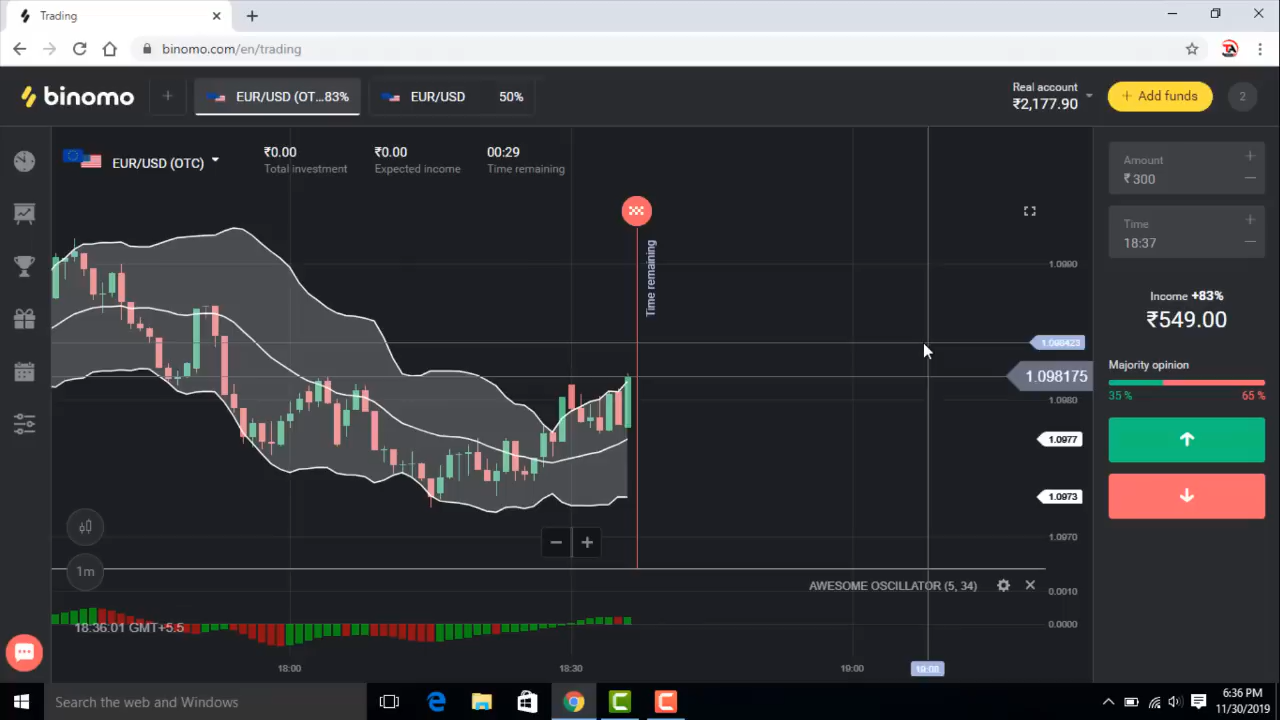 Trading
binomo.com/en/trading
binomo
EUR/USD (OT...83%
EUR/USD 50%
Real account
₹2,177.90
+ Add funds
2
EUR/USD (OTC)
₹0.00
Total investment
₹0.00
Expected income
00:29
Time remaining
Time remaining
1.0990
1.098423
1.098175
1.0980
1.0977
1.0973
1.0970
Amount
₹ 300
Time
18:37
Income +83%
₹549.00
Majority opinion
35 %
65 %
1m
AWESOME OSCILLATOR (5, 34)
0.0010
0.0000
18:36:01 GMT+5.5
18:00
18:30
19:00
19:08
Search the web and Windows
6:36 PM
11/30/2019